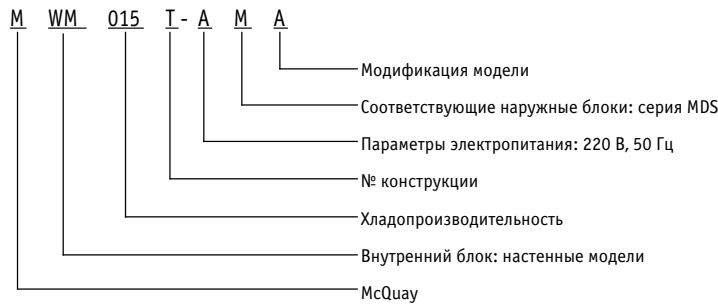 M WM 015 T - A M A
Модификация модели
Соответствующие наружные блоки: серия MDS
Параметры электропитания: 220 В, 50 Гц
№ конструкции
Хладопроизводительность
Внутренний блок: настенные модели
McQuay